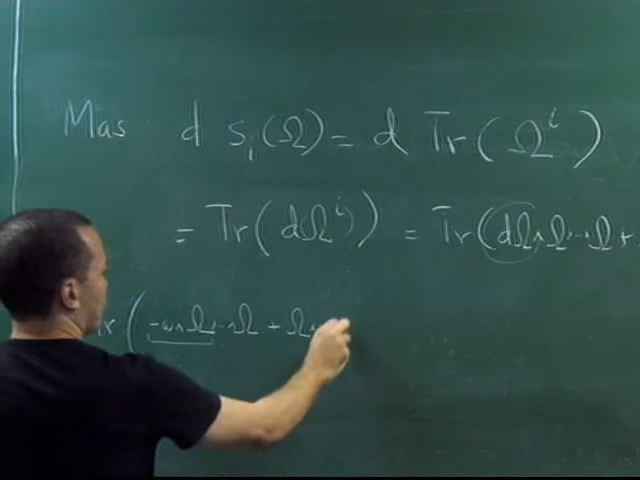 Mas d s_i(Ω) = d Tr(Ω^i)
= Tr(dΩ^i) = Tr(dΩ∧Ω∧···∧Ω +
Tr(-ω∧Ω∧···∧Ω + Ω∧